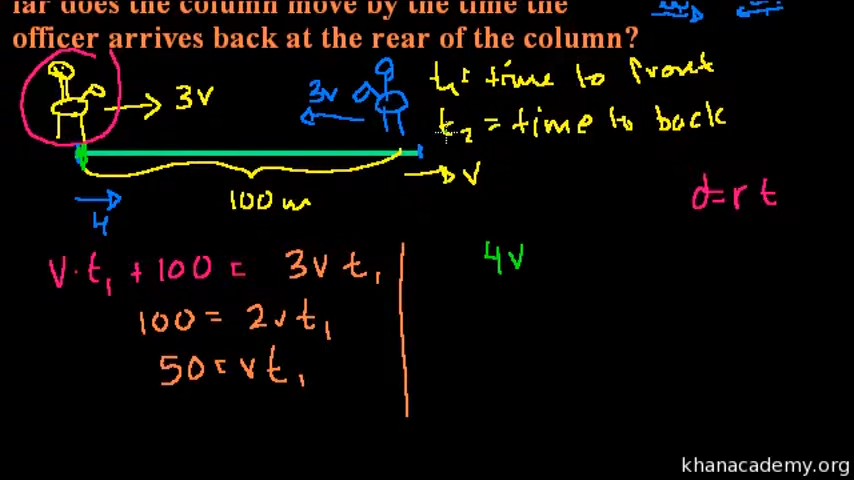 far does the column move by the time the
officer arrives back at the rear of the column?
3v
3v
t₁ = time to front
t₂ = time to back
v
100 m
d=rt
v·t₁ + 100 = 3v t₁
4v
100 = 2v t₁
50 = v t₁
khanacademy.org